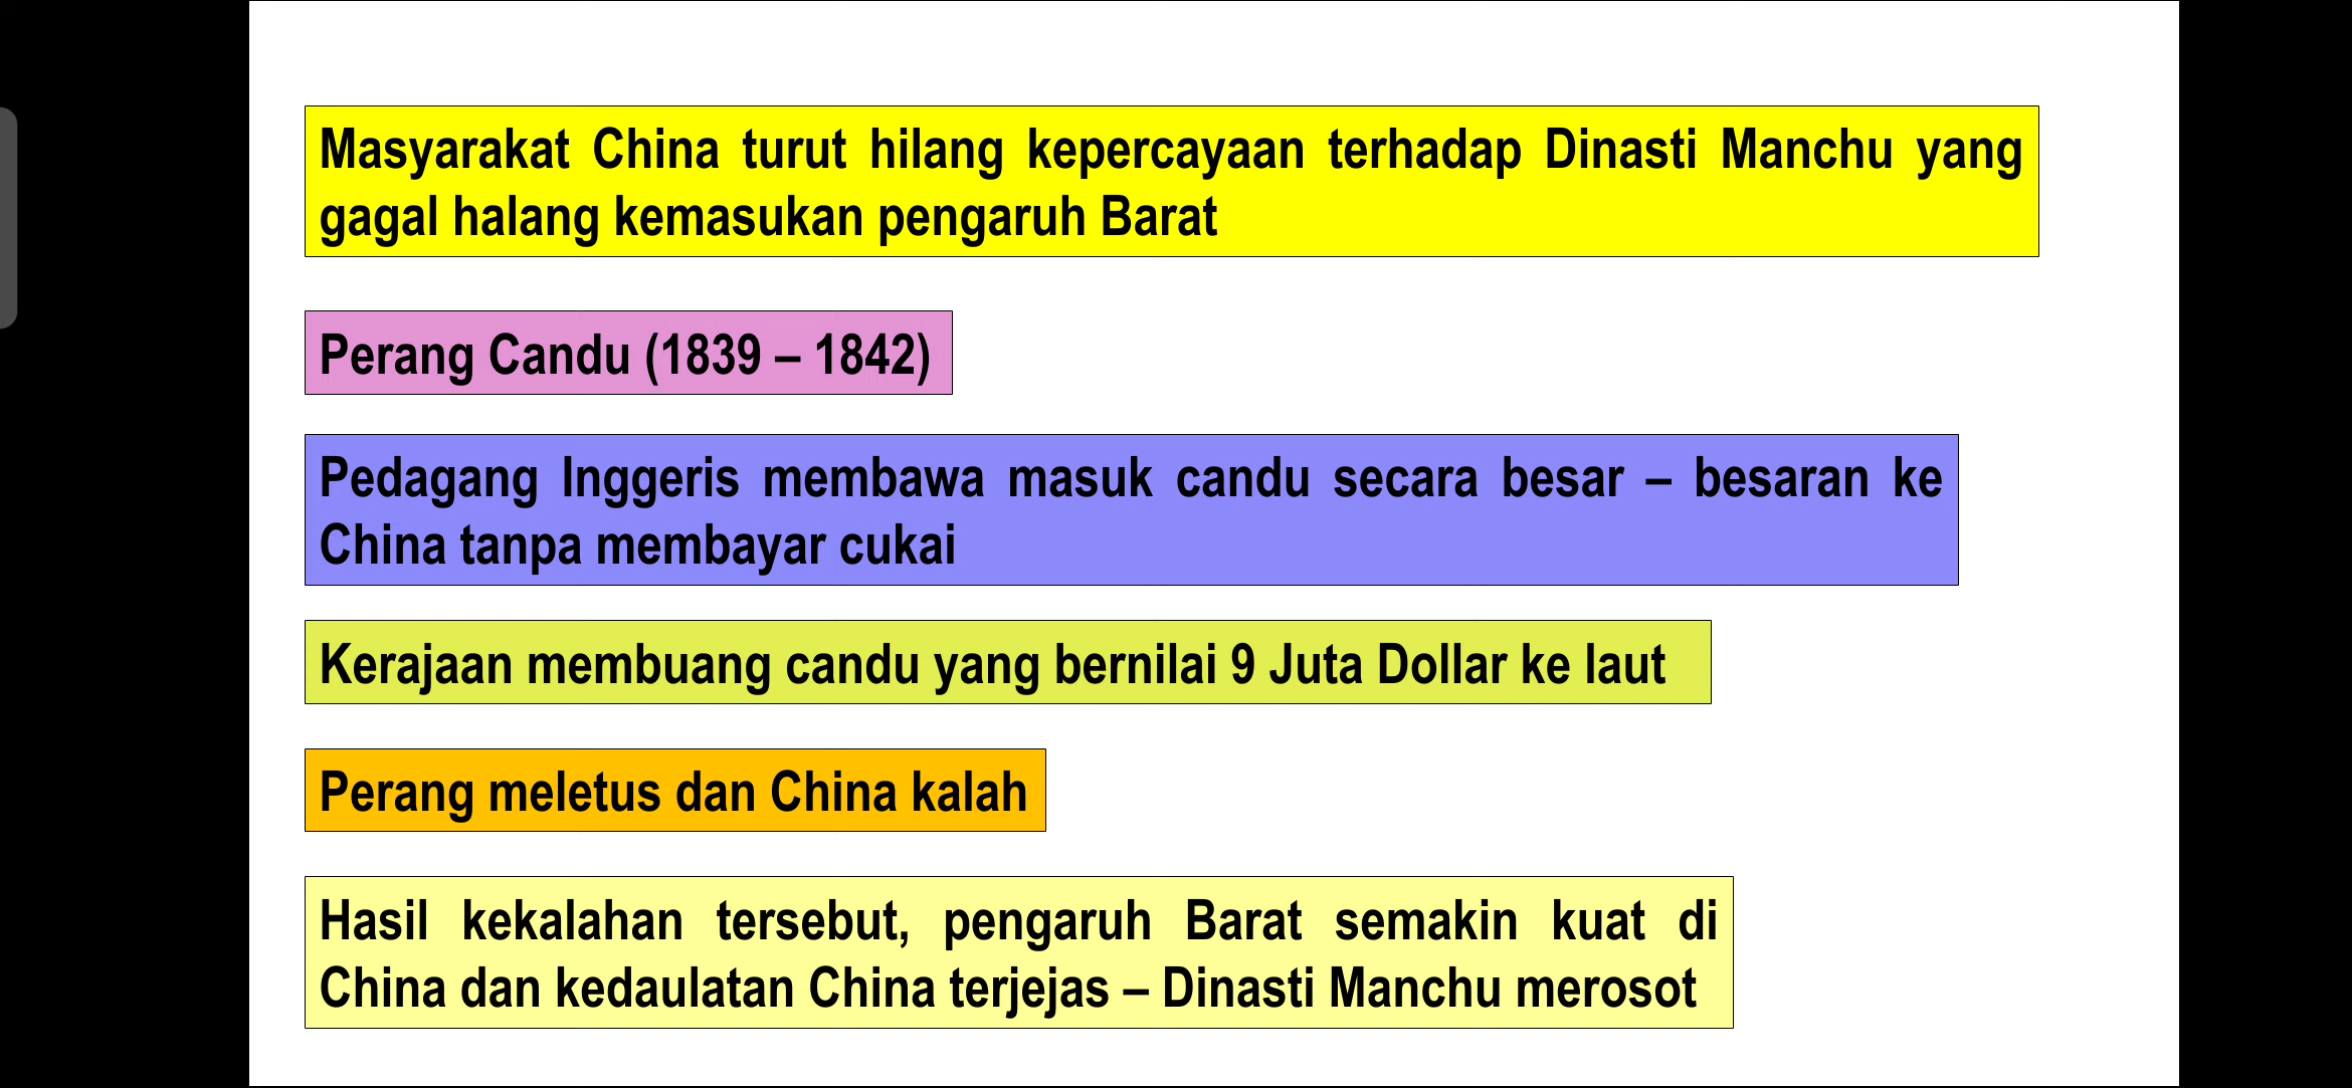 Masyarakat China turut hilang kepercayaan terhadap Dinasti Manchu yang
gagal halang kemasukan pengaruh Barat
Perang Candu (1839 – 1842)
Pedagang Inggeris membawa masuk candu secara besar – besaran ke
China tanpa membayar cukai
Kerajaan membuang candu yang bernilai 9 Juta Dollar ke laut
Perang meletus dan China kalah
Hasil kekalahan tersebut, pengaruh Barat semakin kuat di
China dan kedaulatan China terjejas – Dinasti Manchu merosot